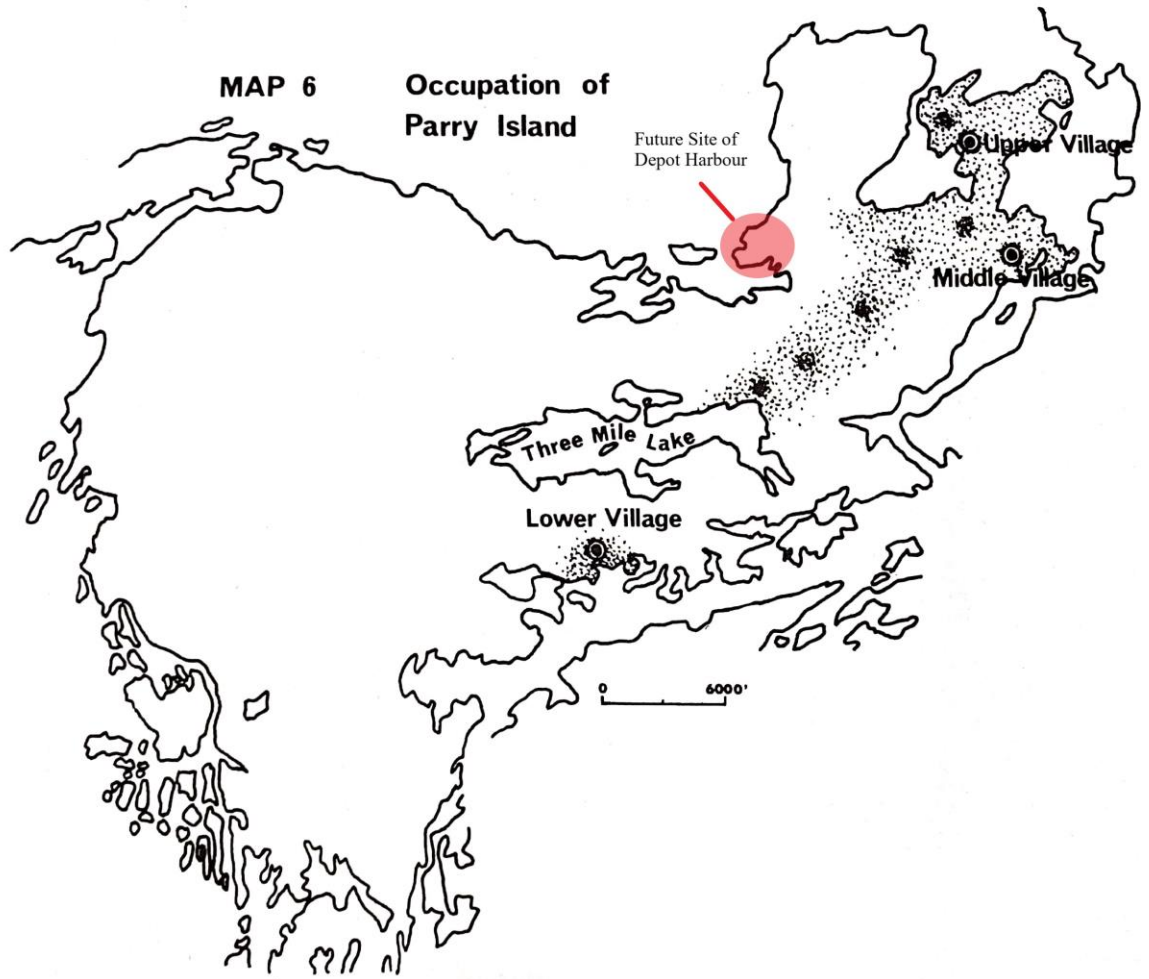 MAP 6
Occupation of
Parry Island
Future Site of
Depot Harbour
Upper Village
Middle Village
Three Mile Lake
Lower Village
0 6000'